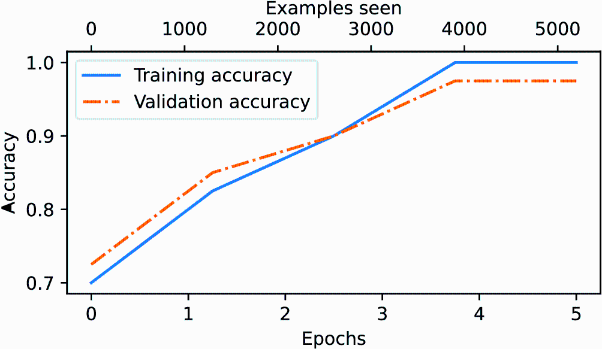 Examples seen
0 1000 2000 3000 4000 5000
1.0
0.9
0.8
0.7
Accuracy
Training accuracy
Validation accuracy
0 1 2 3 4 5
Epochs